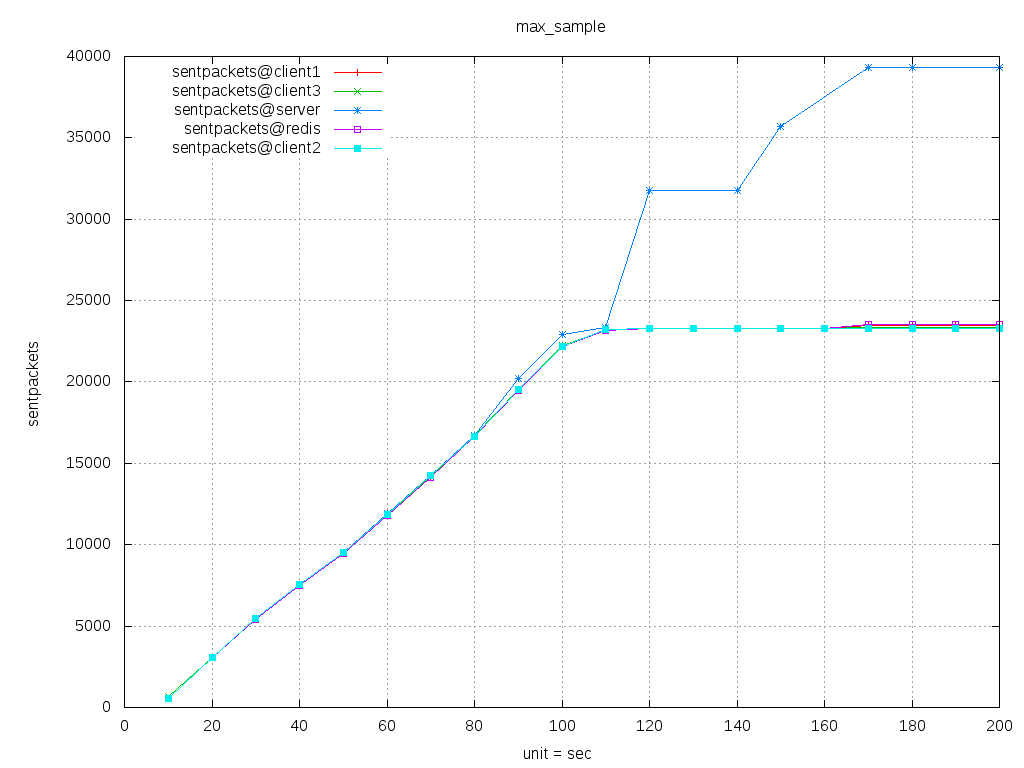 max_sample
40000
35000
30000
25000
20000
15000
10000
5000
0
sentpackets
sentpackets@client1
sentpackets@client3
sentpackets@server
sentpackets@redis
sentpackets@client2
0 20 40 60 80 100 120 140 160 180 200
unit = sec